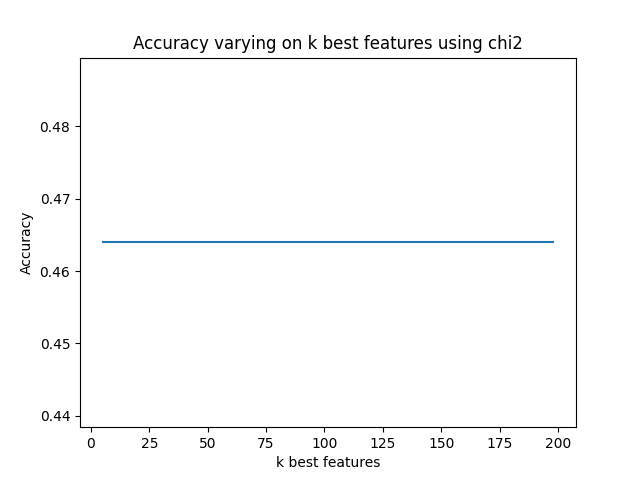 Accuracy varying on k best features using chi2
0.48
0.47
0.46
0.45
0.44
Accuracy
0 25 50 75 100 125 150 175 200
k best features